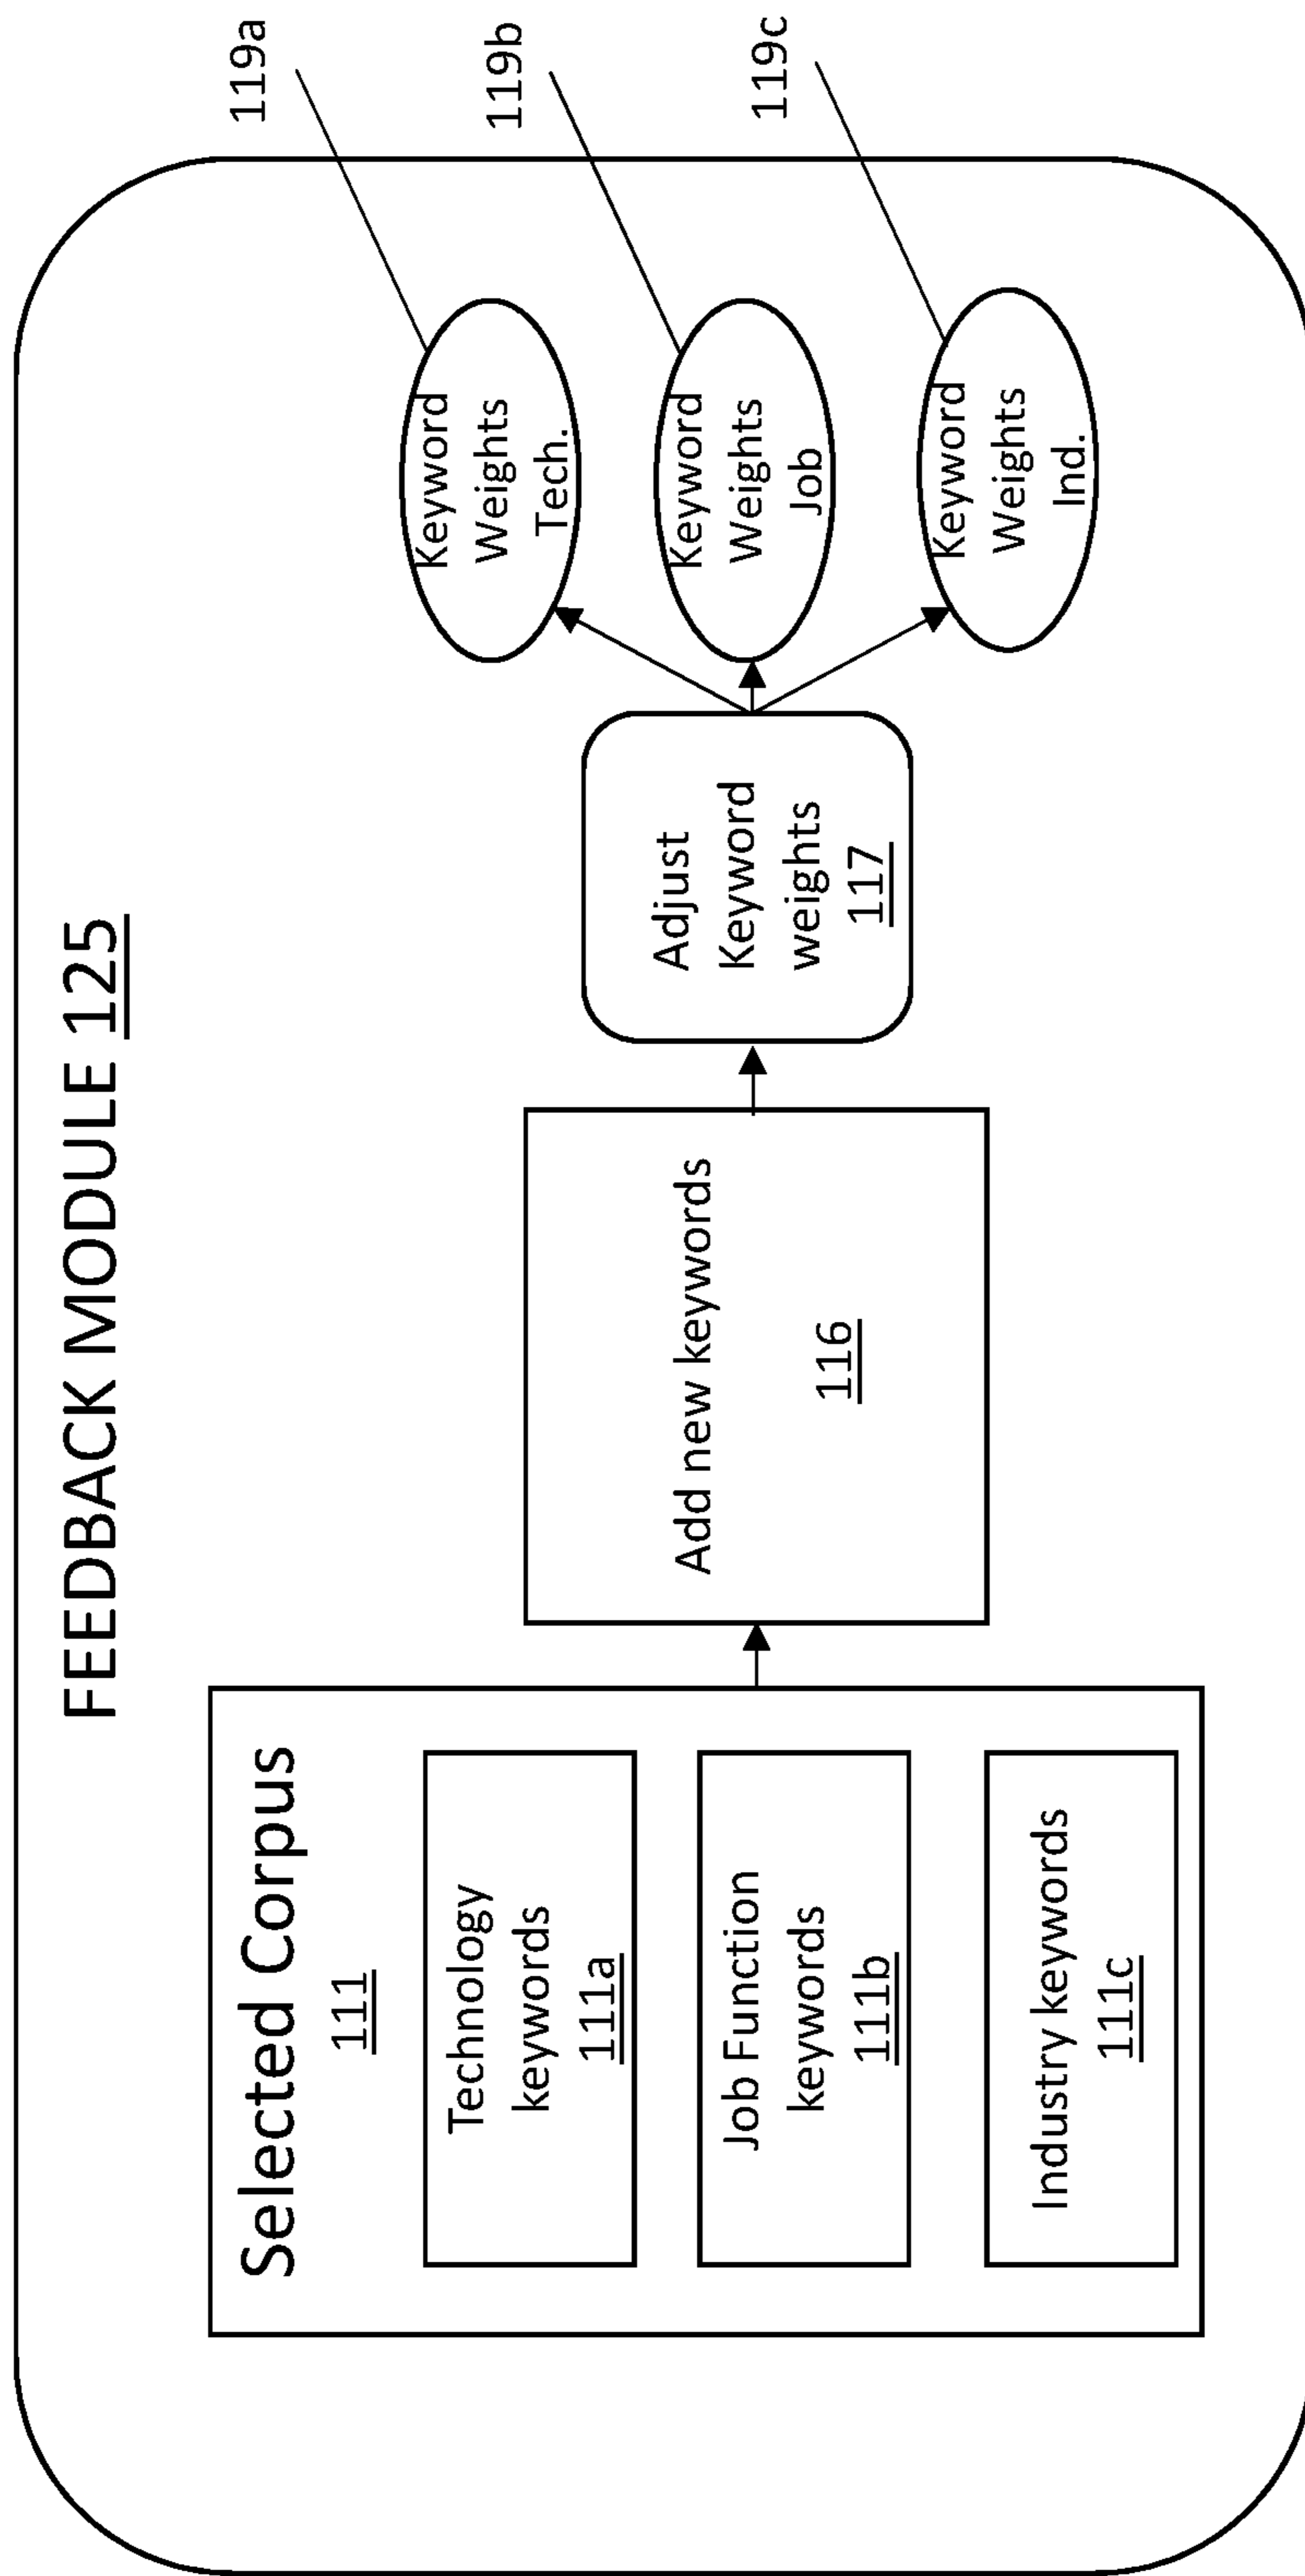 FEEDBACK MODULE 125
Selected Corpus
111
Technology
keywords
111a
Job Function
keywords
111b
Industry keywords
111c
Add new keywords
116
Adjust
Keyword
weights
117
Keyword
Weights
Tech.
119a
Keyword
Weights
Job
119b
Keyword
Weights
Ind.
119c